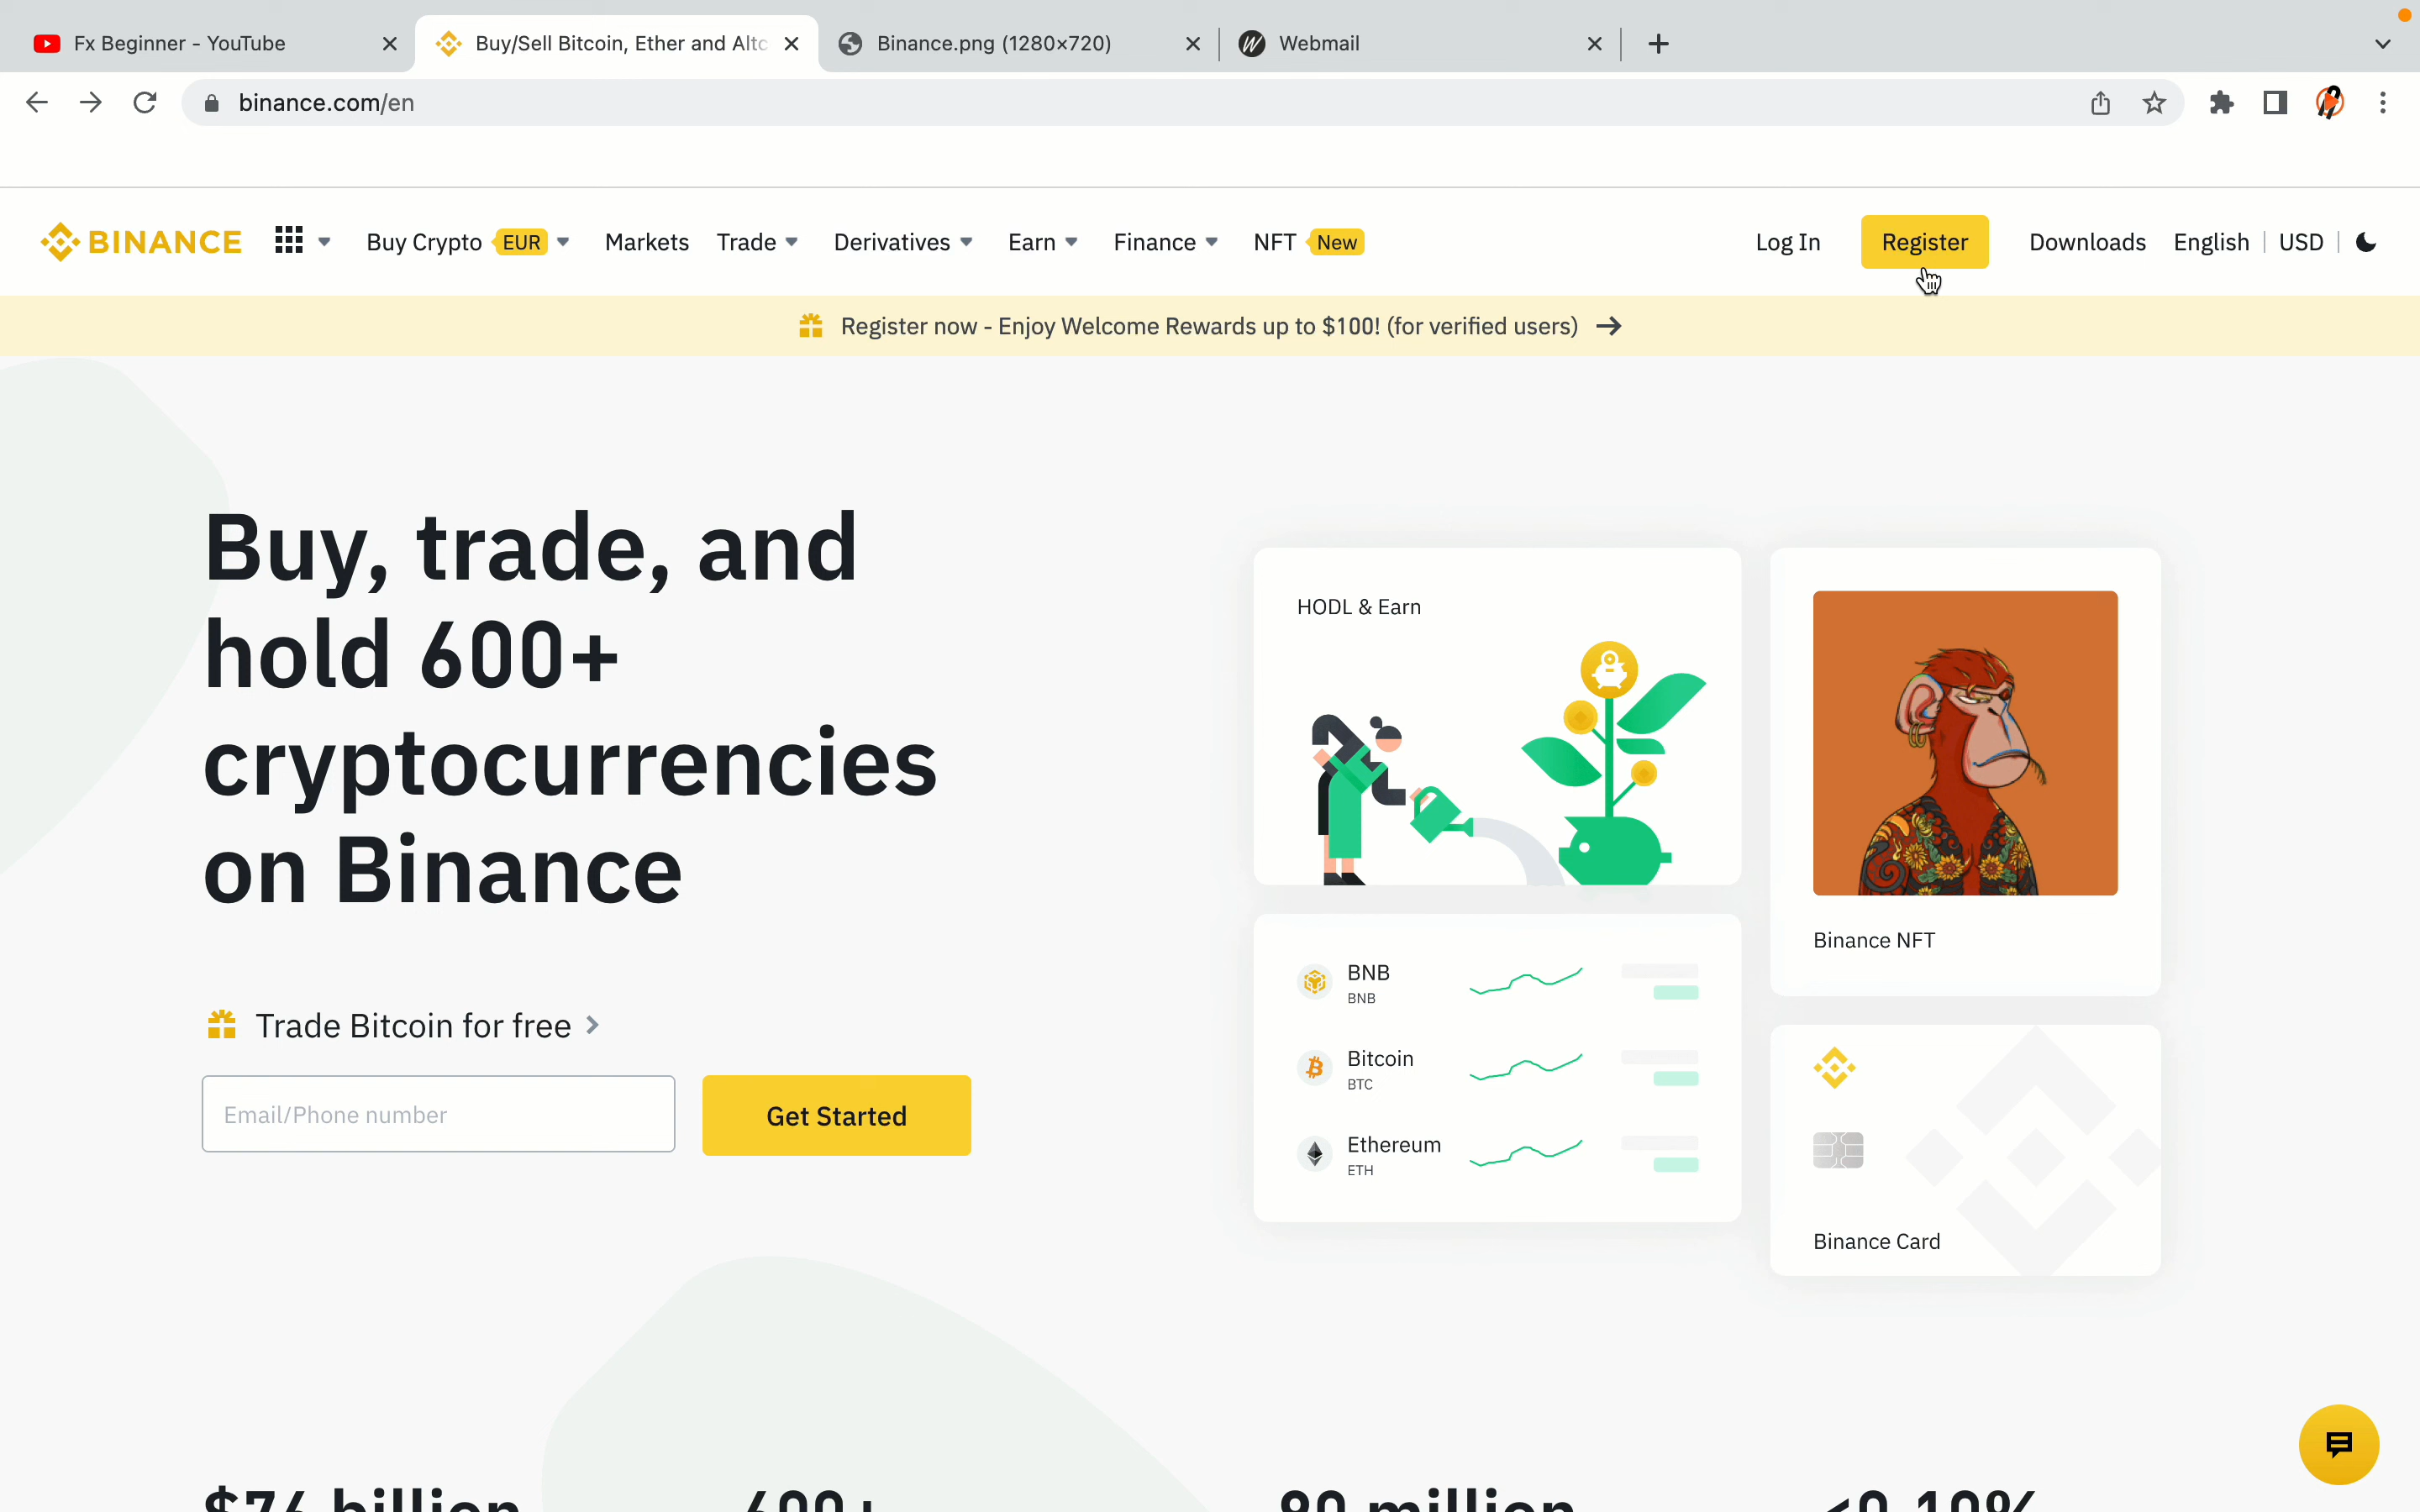 Fx Beginner - YouTube
Buy/Sell Bitcoin, Ether and Altc
Binance.png (1280×720)
Webmail
binance.com/en
BINANCE
Buy Crypto EUR
Markets
Trade
Derivatives
Earn
Finance
NFT New
Log In
Register
Downloads
English
USD
Register now - Enjoy Welcome Rewards up to $100! (for verified users)
Buy, trade, and
hold 600+
cryptocurrencies
on Binance
Trade Bitcoin for free
Email/Phone number
Get Started
HODL & Earn
BNB
BNB
Bitcoin
BTC
Ethereum
ETH
Binance NFT
Binance Card
billion
600+
million